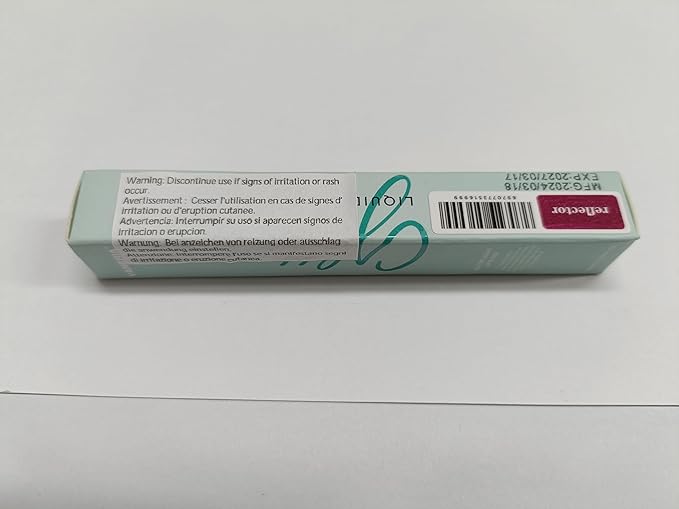 Warning: Discontinue use if signs of irritation or rash
occur.
Avertissement : Cesser l'utilisation en cas de signes d'
irritation ou d'eruption cutanee.
Advertencia: Interrumpir su uso si apareceri signos de
irritacion o erupcion.
Warnung: Bei anzeichen von reizung oder ausschlag
die anwendung einstellen.
Attenzione: Interrompere l'use se si manifestano segni
di irritazione o eruzione cutanea.
LIQUID
MFG:2024/03/18
EXP:2027/03/17
reflector